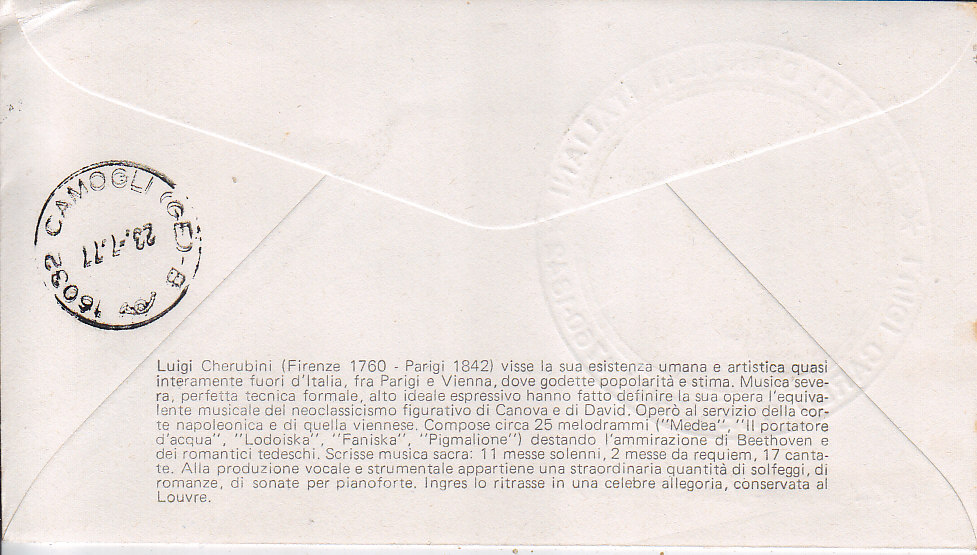 16032 CAMOGLI (GE) - B
23.-7.77
Luigi Cherubini (Firenze 1760 - Parigi 1842) visse la sua esistenza umana e artistica quasi
interamente fuori d'Italia, fra Parigi e Vienna, dove godette popolarità e stima. Musica seve-
ra, perfetta tecnica formale, alto ideale espressivo hanno fatto definire la sua opera l'equiva-
lente musicale del neoclassicismo figurativo di Canova e di David. Operò al servizio della cor-
te napoleonica e di quella viennese. Compose circa 25 melodrammi ("Medea", "Il portatore
d'acqua", "Lodoiska", "Faniska", "Pigmalione") destando l'ammirazione di Beethoven e
dei romantici tedeschi. Scrisse musica sacra: 11 messe solenni, 2 messe da requiem, 17 canta-
te. Alla produzione vocale e strumentale appartiene una straordinaria quantità di solfeggi, di
romanze, di sonate per pianoforte. Ingres lo ritrasse in una celebre allegoria, conservata al
Louvre.